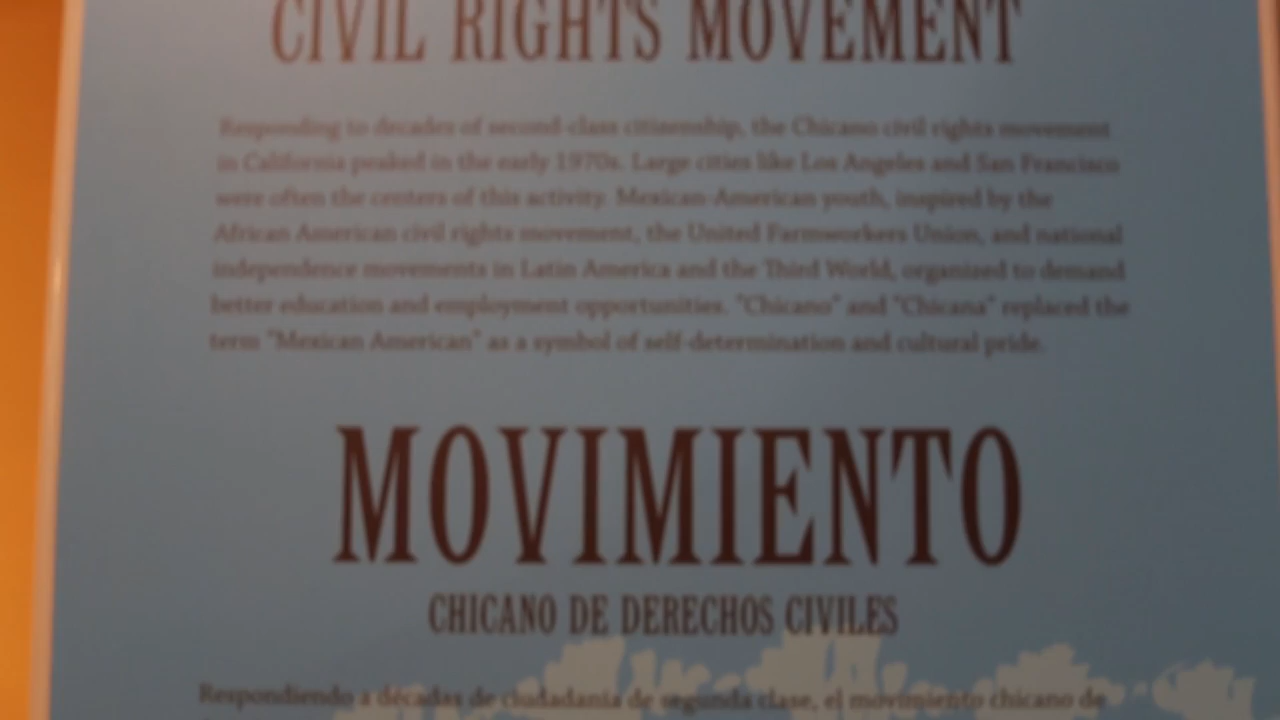 CIVIL RIGHTS MOVEMENT
Responding to decades of second-class citizenship, the Chicano civil rights movement
in California peaked in the early 1970s. Large cities like Los Angeles and San Francisco
were often the centers of this activity. Mexican-American youth, inspired by the
African American civil rights movement, the United Farmworkers Union, and national
independence movements in Latin America and the Third World, organized to demand
better education and employment opportunities. "Chicano" and "Chicana" replaced the
term "Mexican American" as a symbol of self-determination and cultural pride.
MOVIMIENTO
CHICANO DE DERECHOS CIVILES
Respondiendo a décadas de ciudadanía de segunda clase, el movimiento chicano de